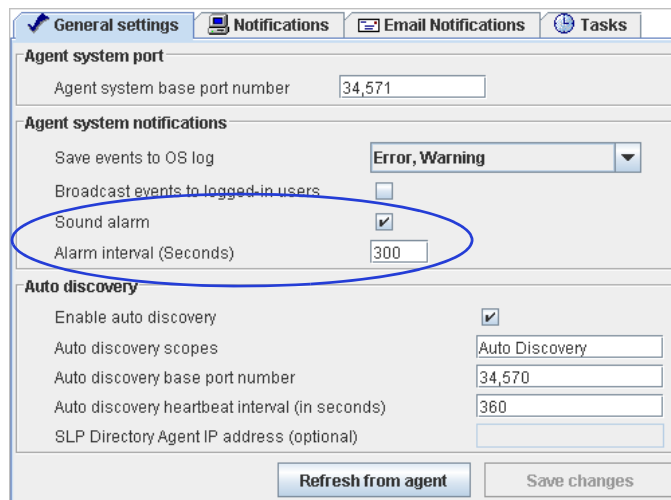 General settings Notifications Email Notifications Tasks
Agent system port
Agent system base port number 34,571
Agent system notifications
Save events to OS log Error, Warning
Broadcast events to logged-in users
Sound alarm
Alarm interval (Seconds) 300
Auto discovery
Enable auto discovery
Auto discovery scopes Auto Discovery
Auto discovery base port number 34,570
Auto discovery heartbeat interval (in seconds) 360
SLP Directory Agent IP address (optional)
Refresh from agent Save changes